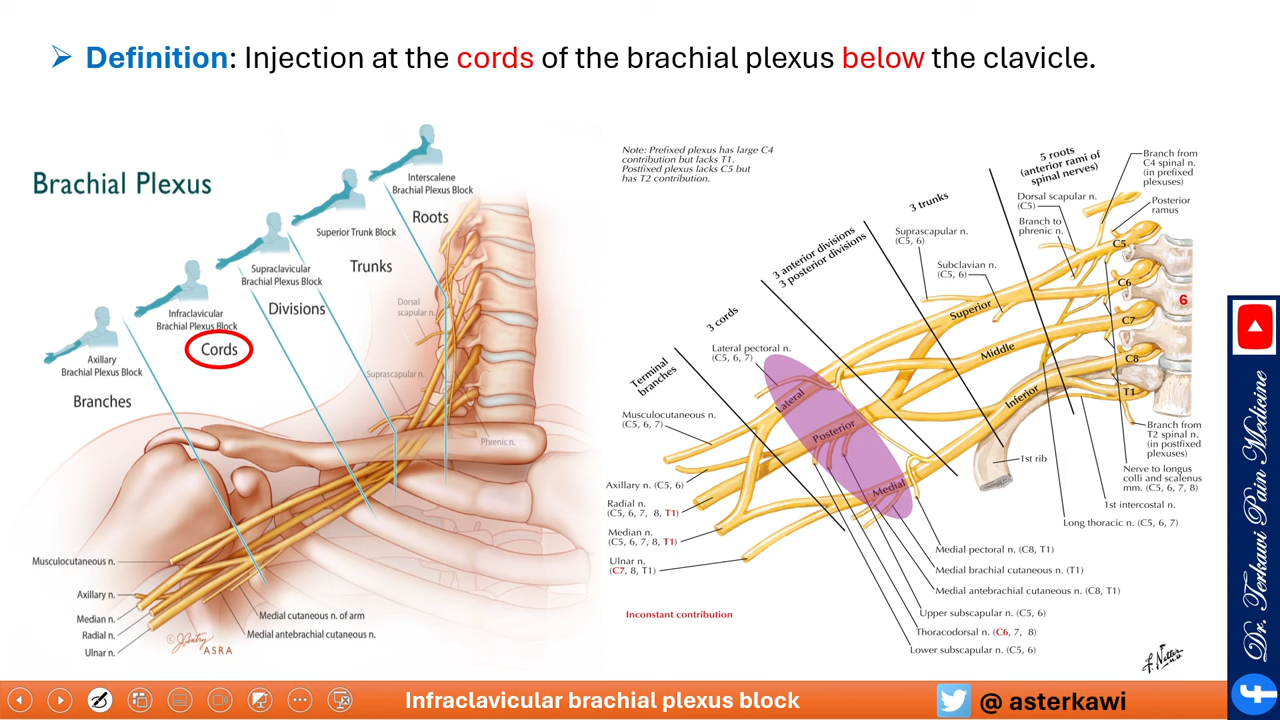 Definition: Injection at the cords of the brachial plexus below the clavicle.
Brachial Plexus
Interscalene
Brachial Plexus Block
Roots
Superior Trunk Block
Trunks
Supraclavicular
Brachial Plexus Block
Divisions
Infraclavicular
Brachial Plexus Block
Cords
Axillary
Brachial Plexus Block
Branches
Dorsal
scapular n.
Suprascapular n.
Phrenic n.
Musculocutaneous n.
Axillary n.
Median n.
Radial n.
Ulnar n.
Medial cutaneous n. of arm
Medial antebrachial cutaneous n.
ASRA
Note: Prefixed plexus has large C4
contribution but lacks T1.
Postfixed plexus lacks C5 but
has T2 contribution.
5 roots
(anterior rami of
spinal nerves)
3 trunks
3 anterior divisions
3 posterior divisions
3 cords
Terminal
branches
Branch from
C4 spinal n.
(in prefixed
plexuses)
Posterior
ramus
Dorsal scapular n.
(C5)
Branch to
phrenic n.
Suprascapular n.
(C5, 6)
Subclavian n.
(C5, 6)
C5
C6
6
C7
C8
T1
Superior
Middle
Inferior
Lateral pectoral n.
(C5, 6, 7)
Lateral
Posterior
Medial
Musculocutaneous n.
(C5, 6, 7)
Axillary n. (C5, 6)
Radial n.
(C5, 6, 7, 8, T1)
Median n.
(C5, 6, 7, 8, T1)
Ulnar n.
(C7, 8, T1)
Inconstant contribution
1st rib
Branch from
T2 spinal n.
(in postfixed
plexuses)
Nerve to longus
colli and scalenus
mm. (C5, 6, 7, 8)
1st intercostal n.
Long thoracic n. (C5, 6, 7)
Medial pectoral n. (C8, T1)
Medial brachial cutaneous n. (T1)
Medial antebrachial cutaneous n. (C8, T1)
Upper subscapular n. (C5, 6)
Thoracodorsal n. (C6, 7, 8)
Lower subscapular n. (C5, 6)
Dr. Terkawi Pain Medicine
Infraclavicular brachial plexus block
@ asterkawi